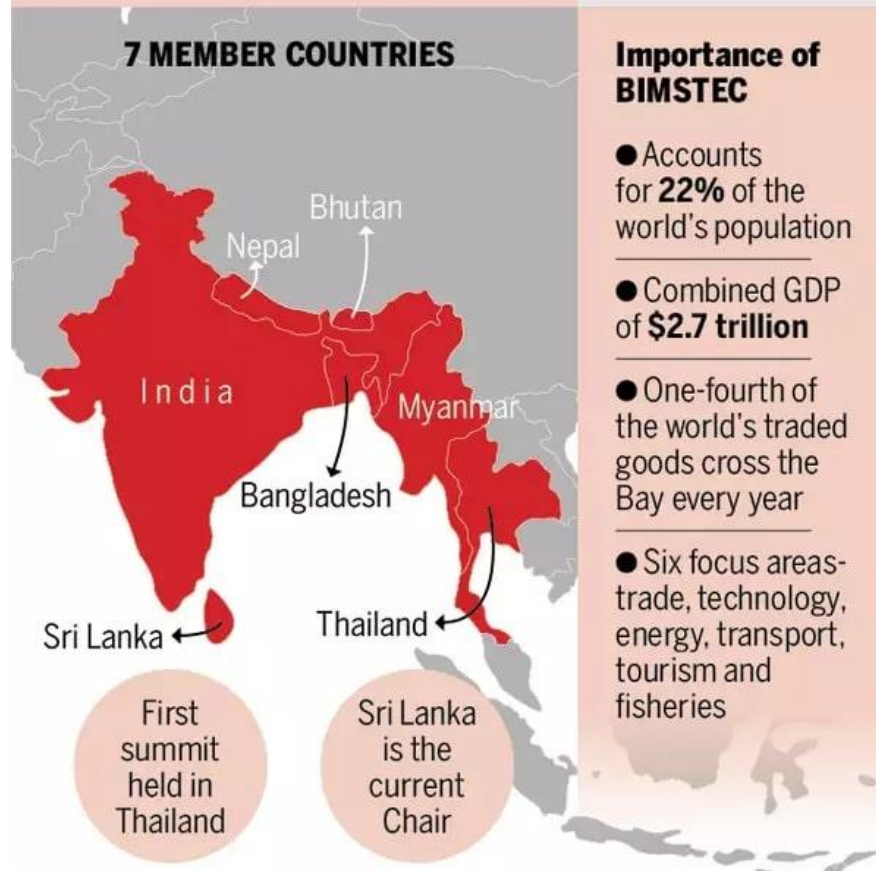 7 MEMBER COUNTRIES
Bhutan
Nepal
India
Myanmar
Bangladesh
Thailand
Sri Lanka
First
summit
held in
Thailand
Sri Lanka
is the
current
Chair
Importance of
BIMSTEC
● Accounts
for 22% of the
world's population
● Combined GDP
of $2.7 trillion
● One-fourth of
the world's traded
goods cross the
Bay every year
● Six focus areas-
trade, technology,
energy, transport,
tourism and
fisheries